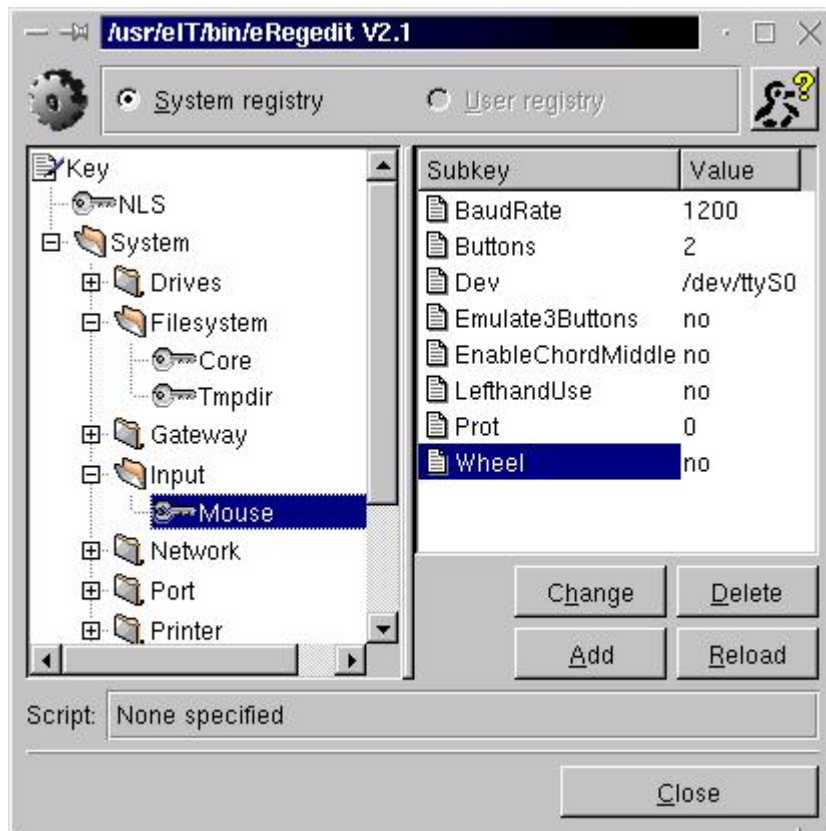 /usr/eIT/bin/eRegedit V2.1
System registry
User registry
?
Key
NLS
System
Drives
Filesystem
Core
Tmpdir
Gateway
Input
Mouse
Network
Port
Printer
Subkey Value
BaudRate 1200
Buttons 2
Dev /dev/ttyS0
Emulate3Buttons no
EnableChordMiddle no
LefthandUse no
Prot 0
Wheel no
Change Delete
Add Reload
Script: None specified
Close